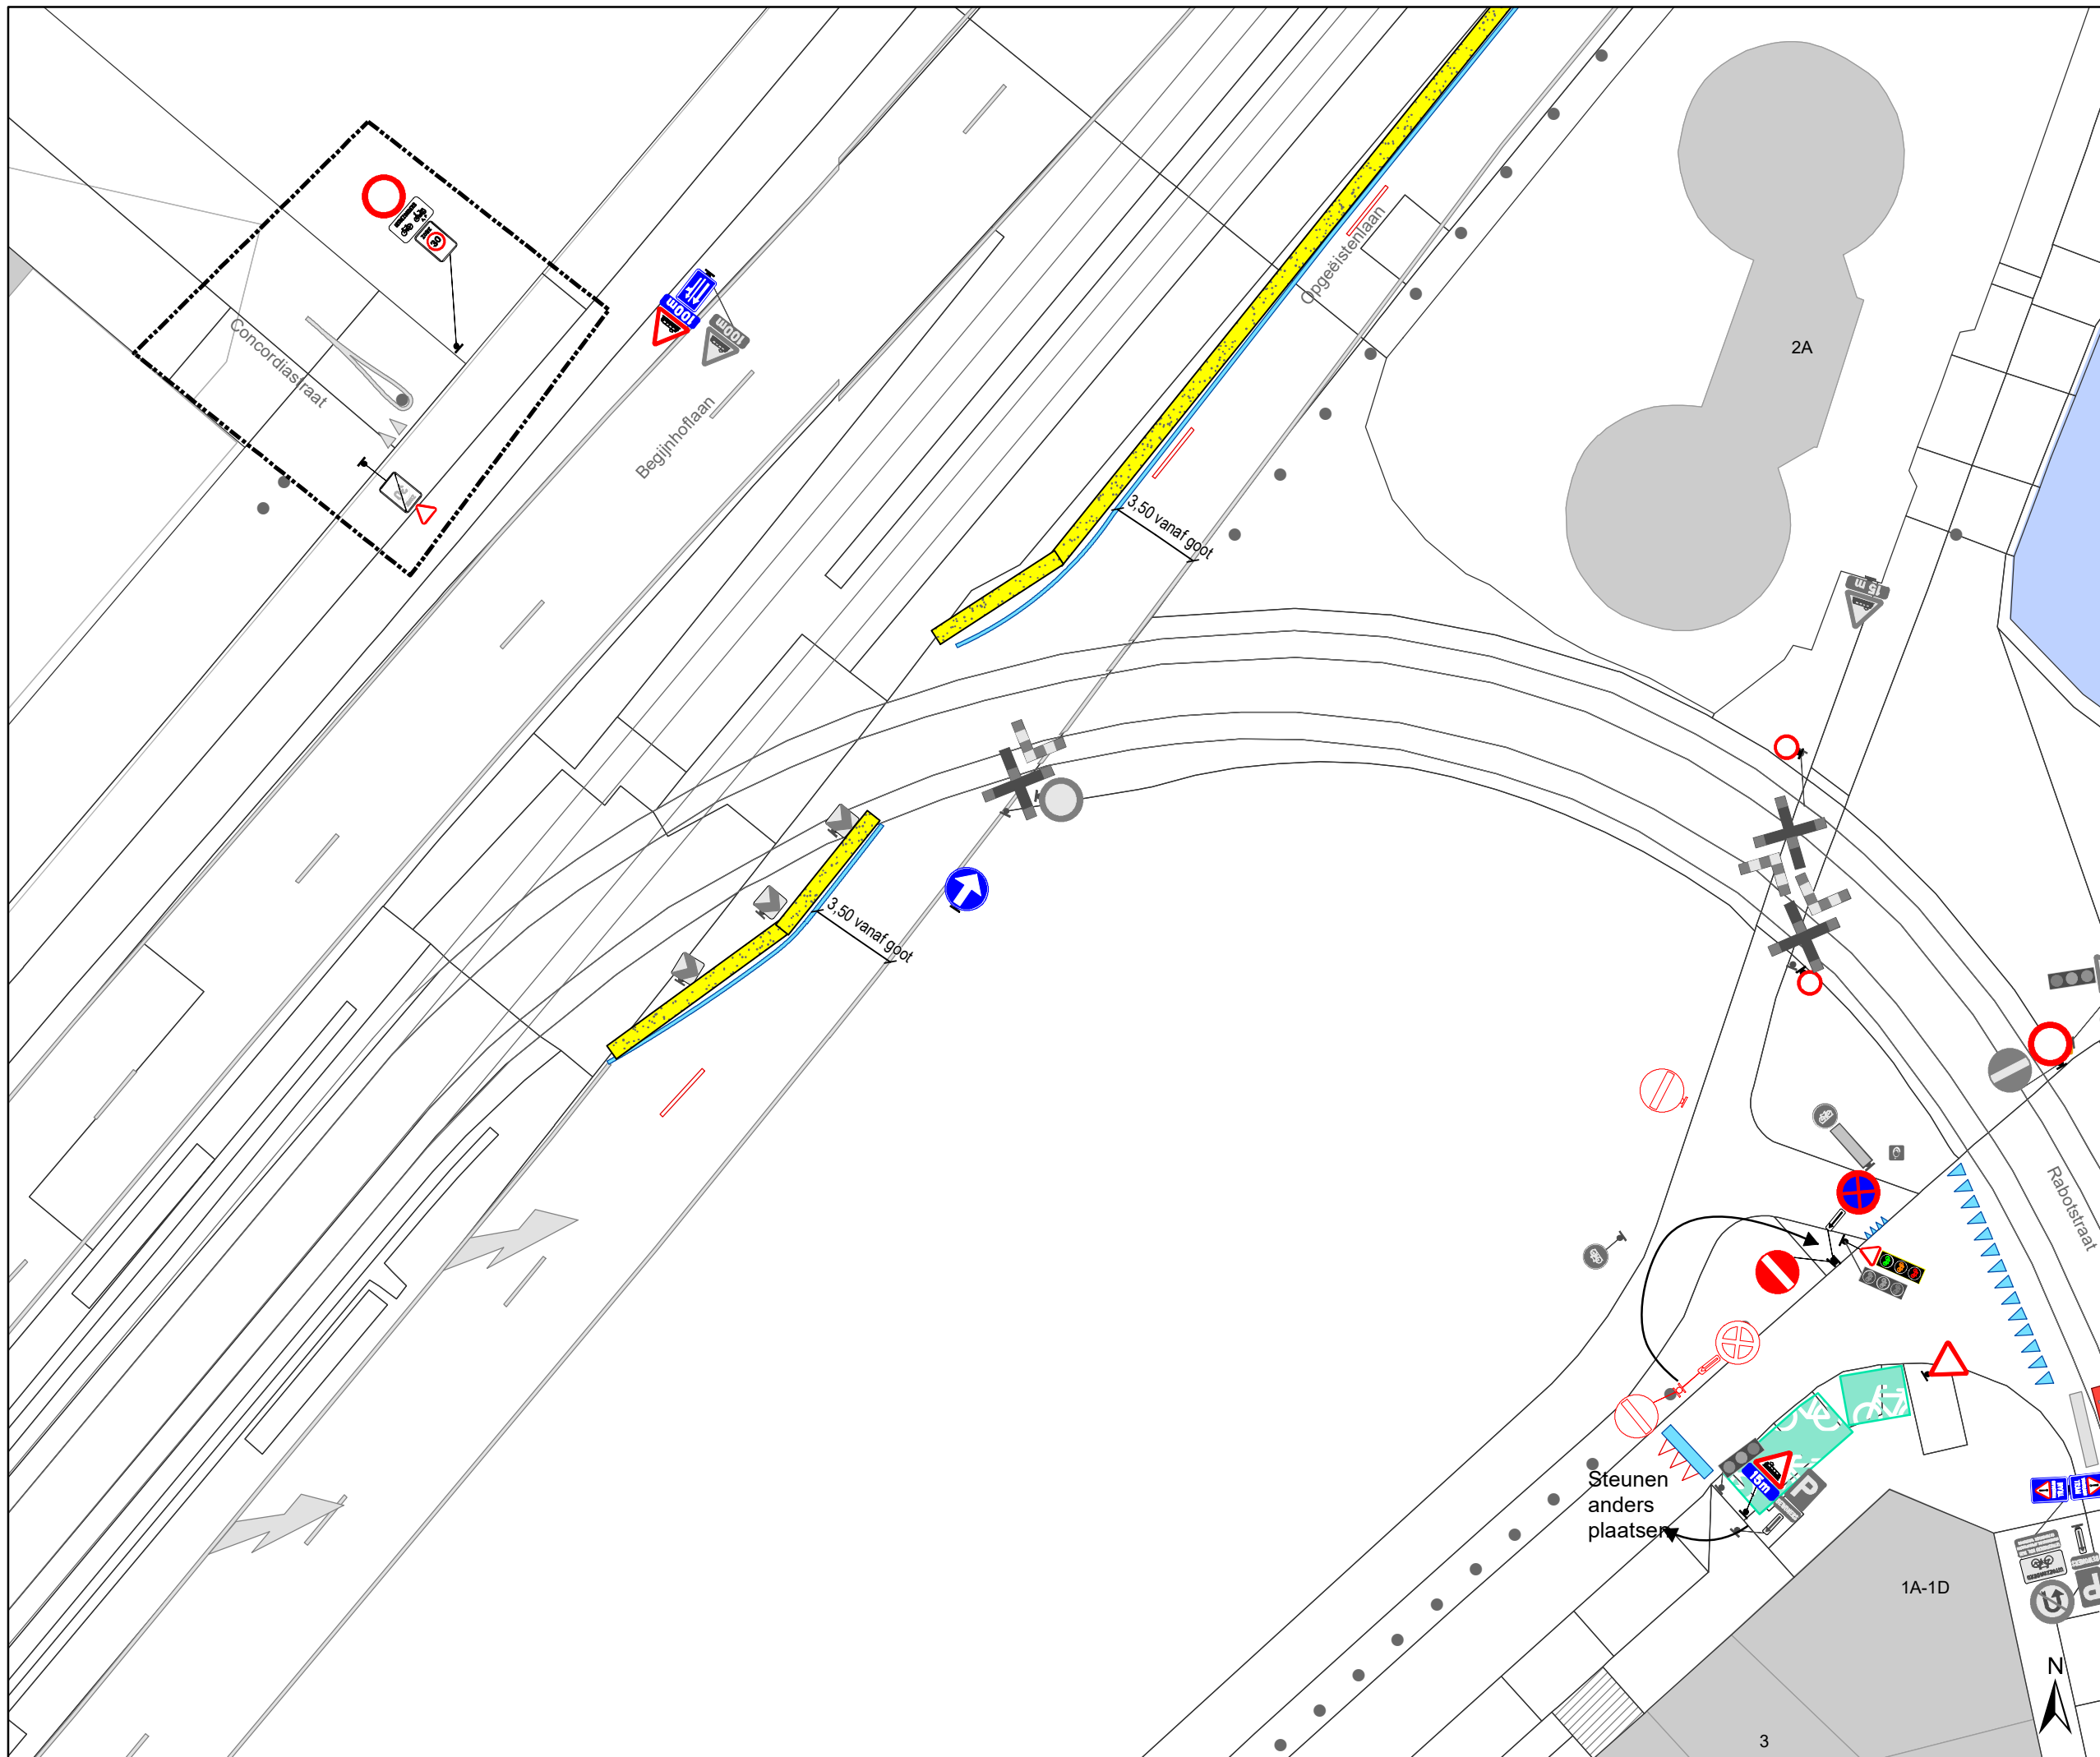 Concordiastraat
100m
100m
Begijnhoflaan
Opgeëistenlaan
3,50 vanaf goot
3,50 vanaf goot
2A
15 m
Rabotstraat
Steunen
anders
plaatsen
15m
P
1A-1D
P
3
N